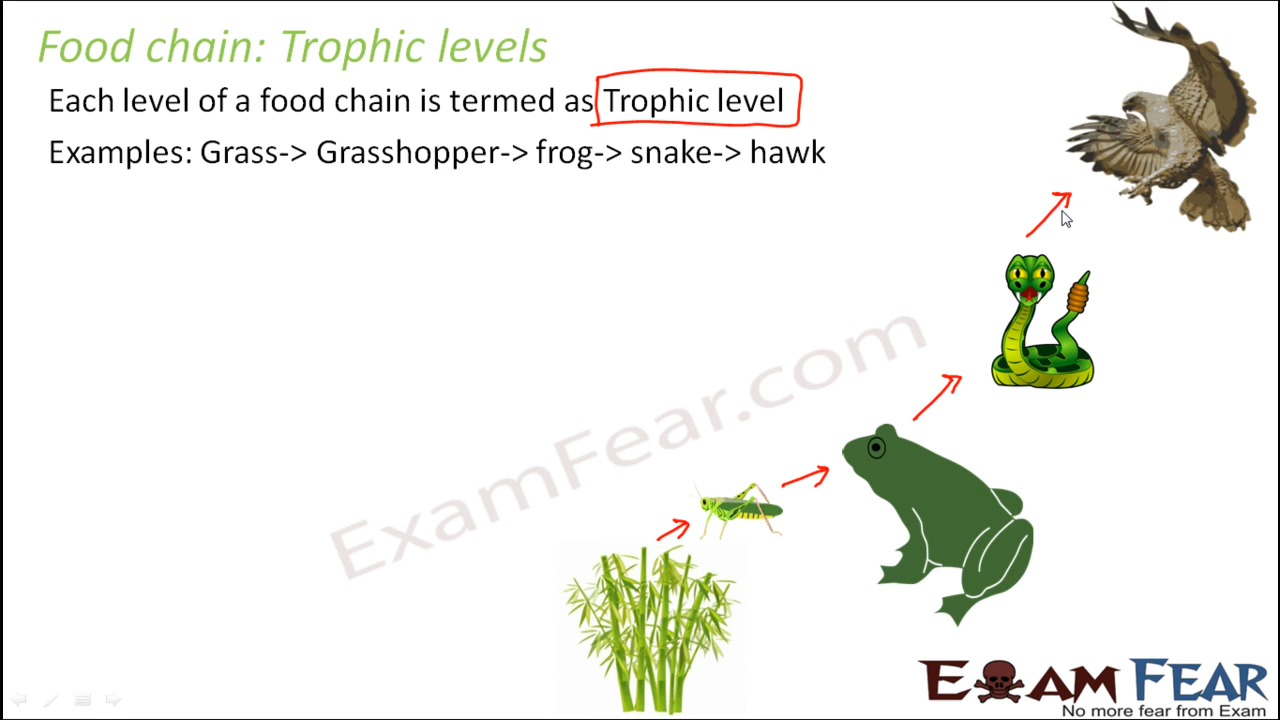 Food chain: Trophic levels
Each level of a food chain is termed as Trophic level
Examples: Grass-> Grasshopper-> frog-> snake-> hawk
ExamFear.com
EXAM FEAR
No more fear from Exam